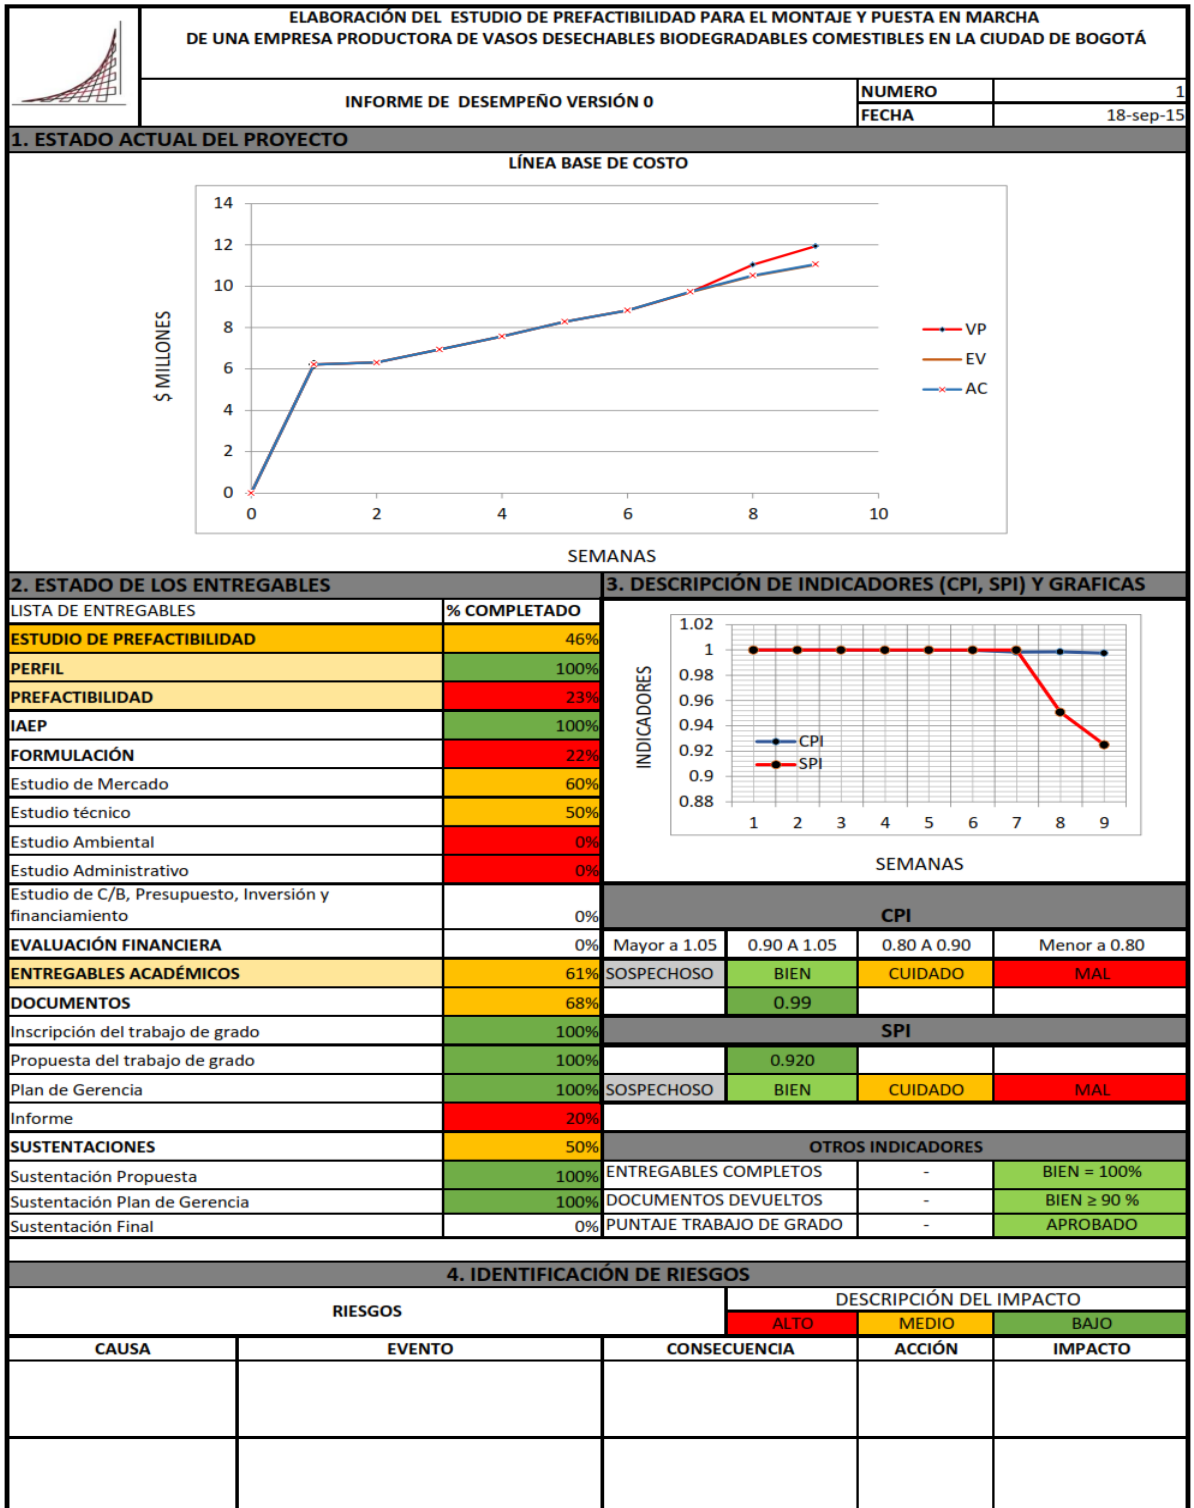 ELABORACIÓN DEL ESTUDIO DE PREFACTIBILIDAD PARA EL MONTAJE Y PUESTA EN MARCHA
DE UNA EMPRESA PRODUCTORA DE VASOS DESECHABLES BIODEGRADABLES COMESTIBLES EN LA CIUDAD DE BOGOTÁ
INFORME DE DESEMPEÑO VERSIÓN 0
NUMERO 1
FECHA 18-sep-15
1. ESTADO ACTUAL DEL PROYECTO
LÍNEA BASE DE COSTO
14
12
10
8
6
4
2
0
$ MILLONES
0 2 4 6 8 10
SEMANAS
VP
EV
AC
2. ESTADO DE LOS ENTREGABLES
LISTA DE ENTREGABLES % COMPLETADO
ESTUDIO DE PREFACTIBILIDAD 46%
PERFIL 100%
PREFACTIBILIDAD 23%
IAEP 100%
FORMULACIÓN 22%
Estudio de Mercado 60%
Estudio técnico 50%
Estudio Ambiental 0%
Estudio Administrativo 0%
Estudio de C/B, Presupuesto, Inversión y
financiamiento 0%
EVALUACIÓN FINANCIERA 0%
ENTREGABLES ACADÉMICOS 61%
DOCUMENTOS 68%
Inscripción del trabajo de grado 100%
Propuesta del trabajo de grado 100%
Plan de Gerencia 100%
Informe 20%
SUSTENTACIONES 50%
Sustentación Propuesta 100%
Sustentación Plan de Gerencia 100%
Sustentación Final 0%
3. DESCRIPCIÓN DE INDICADORES (CPI, SPI) Y GRAFICAS
1.02
1
0.98
0.96
0.94
0.92
0.9
0.88
INDICADORES
CPI
SPI
1 2 3 4 5 6 7 8 9
SEMANAS
CPI
Mayor a 1.05 0.90 A 1.05 0.80 A 0.90 Menor a 0.80
SOSPECHOSO BIEN CUIDADO MAL
0.99
SPI
0.920
SOSPECHOSO BIEN CUIDADO MAL
OTROS INDICADORES
ENTREGABLES COMPLETOS - BIEN = 100%
DOCUMENTOS DEVUELTOS - BIEN ≥ 90 %
PUNTAJE TRABAJO DE GRADO - APROBADO
4. IDENTIFICACIÓN DE RIESGOS
RIESGOS
DESCRIPCIÓN DEL IMPACTO
ALTO MEDIO BAJO
CAUSA EVENTO CONSECUENCIA ACCIÓN IMPACTO